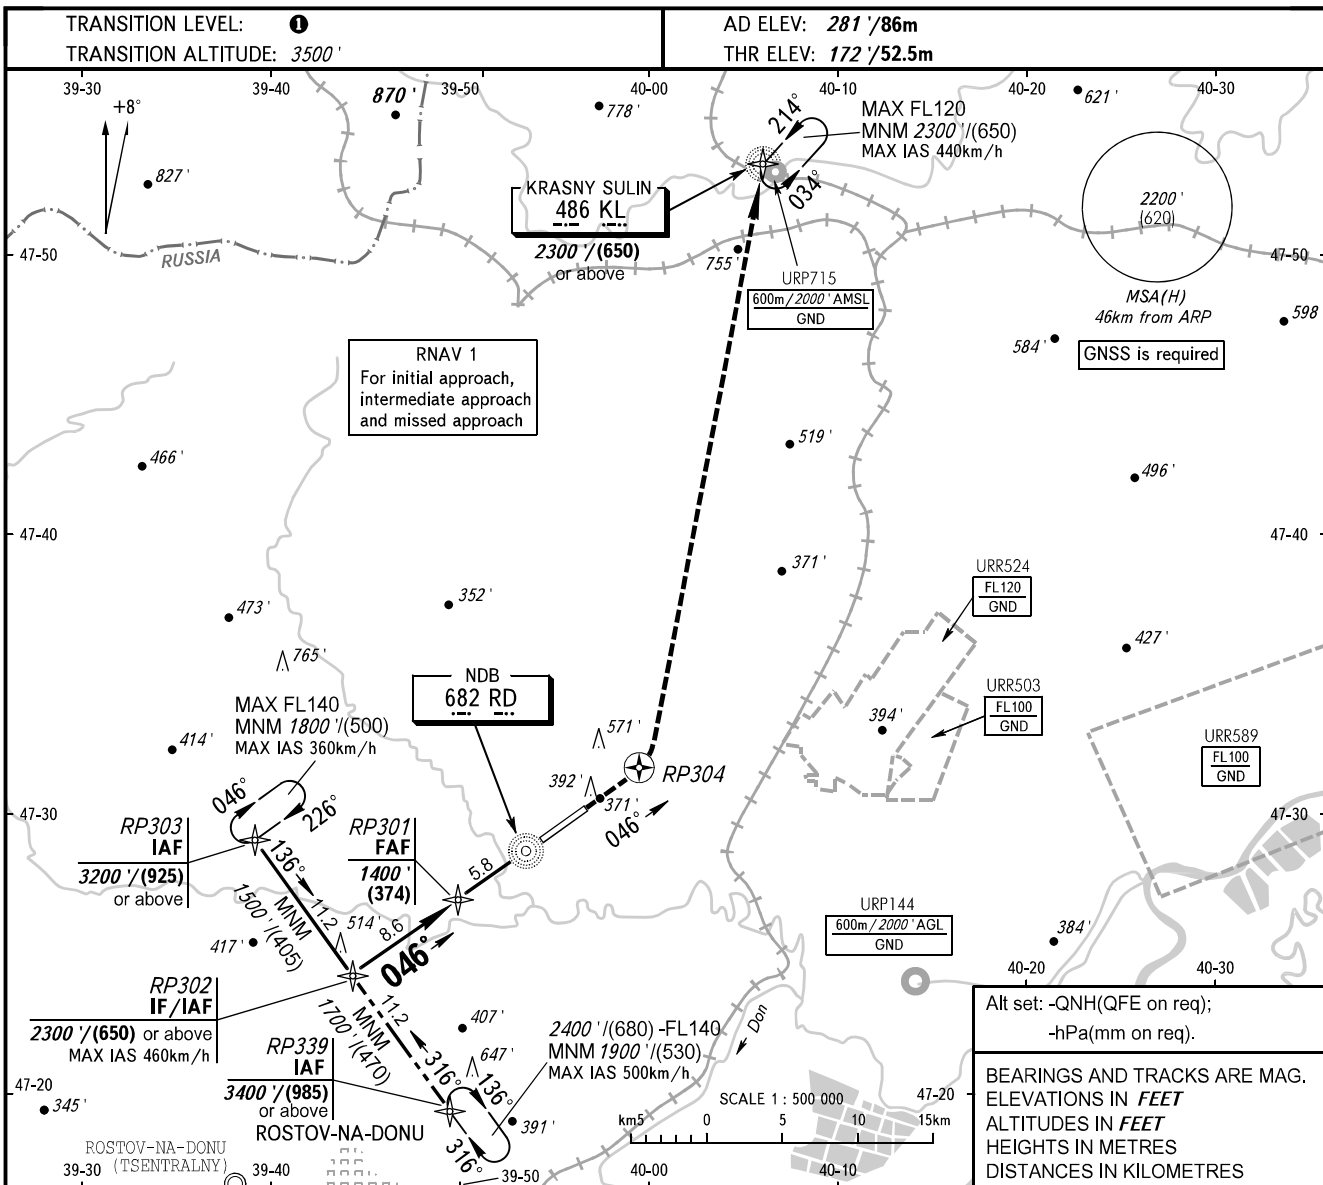 TRANSITION LEVEL: 1
TRANSITION ALTITUDE: 3500'
AD ELEV: 281'/86m
THR ELEV: 172'/52.5m
39-30
39-40
39-50
40-00
40-10
40-20
40-30
+8°
870'
778'
621'
827'
214°
034°
MAX FL120
MNM 2300'/(650)
MAX IAS 440km/h
KRASNY SULIN
486 KL
2300'/(650)
or above
2200'
(620)
MSA(H)
46km from ARP
GNSS is required
47-50
RUSSIA
755'
URP715
600m/2000' AMSL
GND
47-50
598
584'
RNAV 1
For initial approach,
intermediate approach
and missed approach
466'
519'
496'
47-40
47-40
371'
URR524
FL120
GND
473'
352'
427'
765'
NDB
682 RD
URR503
FL100
GND
MAX FL140
MNM 1800'/(500)
MAX IAS 360km/h
414'
571'
394'
URR589
FL100
GND
392'
371'
RP304
046°
046°
226°
47-30
47-30
RP303
IAF
3200'/(925)
or above
136°
11.2
MNM
1500'/(405)
RP301
FAF
1400'
(374)
5.8
8.6
514'
046°
417'
URP144
600m/2000' AGL
GND
384'
40-20
40-30
RP302
IF/IAF
2300'/(650) or above
MAX IAS 460km/h
11.2
MNM
1700'/(470)
407'
647'
316°
136°
316°
2400'/(680) -FL140
MNM 1900'/(530)
MAX IAS 500km/h
Don
RP339
IAF
3400'/(985)
or above
391'
Alt set: -QNH(QFE on req);
-hPa(mm on req).
47-20
47-20
345'
ROSTOV-NA-DONU
ROSTOV-NA-DONU
(TSENTRALNY)
SCALE 1 : 500 000
km5 0 5 10 15km
BEARINGS AND TRACKS ARE MAG.
ELEVATIONS IN FEET
ALTITUDES IN FEET
HEIGHTS IN METRES
DISTANCES IN KILOMETRES
39-30
39-40
39-50
40-00
40-10